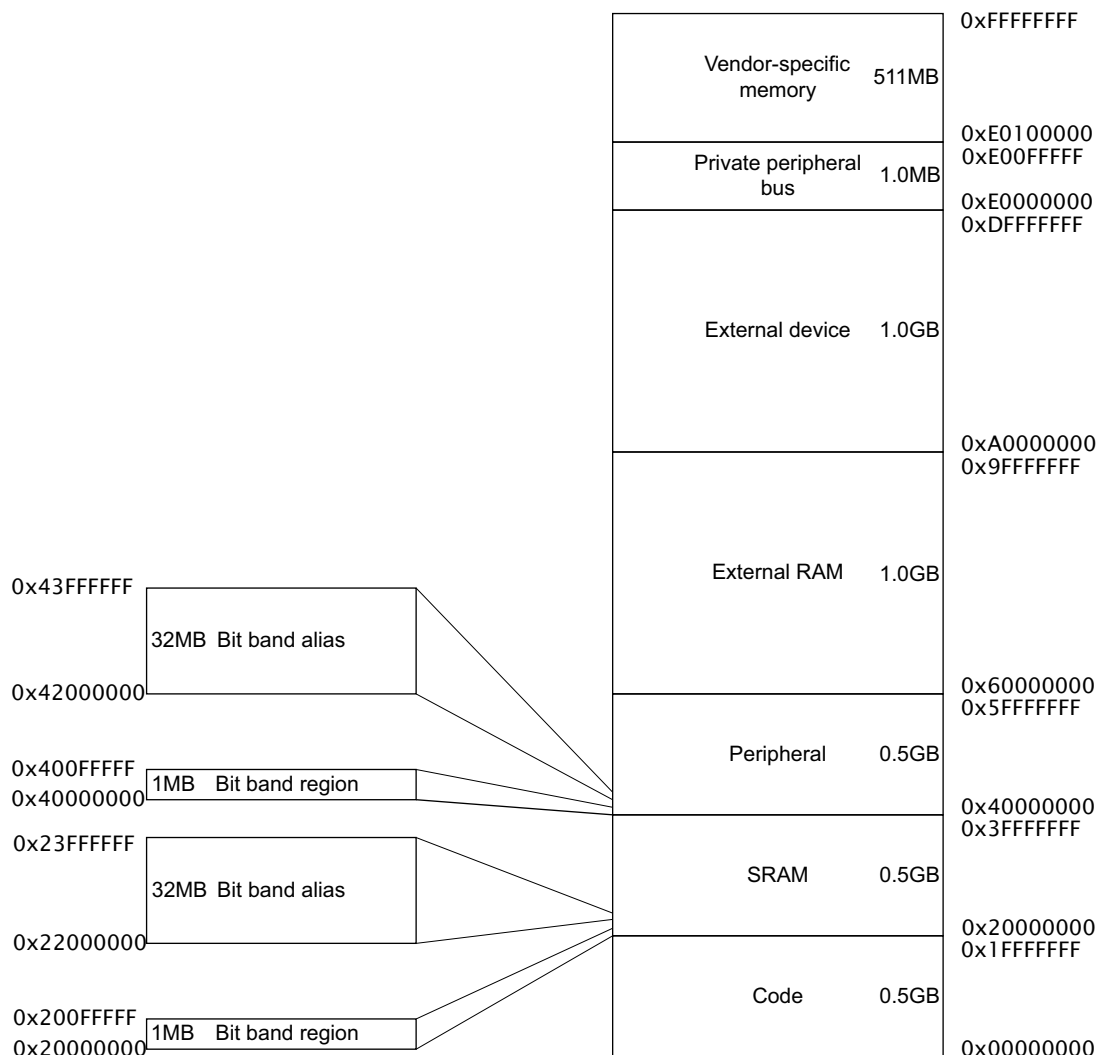 0xFFFFFFFF
Vendor-specific
memory
511MB
0xE0100000
0xE00FFFFF
Private peripheral
bus
1.0MB
0xE0000000
0xDFFFFFFF
External device 1.0GB
0xA0000000
0x9FFFFFFF
External RAM 1.0GB
0x60000000
0x5FFFFFFF
Peripheral 0.5GB
0x40000000
0x3FFFFFFF
SRAM 0.5GB
0x20000000
0x1FFFFFFF
Code 0.5GB
0x00000000
0x43FFFFFF
32MB Bit band alias
0x42000000
0x400FFFFF
1MB Bit band region
0x40000000
0x23FFFFFF
32MB Bit band alias
0x22000000
0x200FFFFF
1MB Bit band region
0x20000000